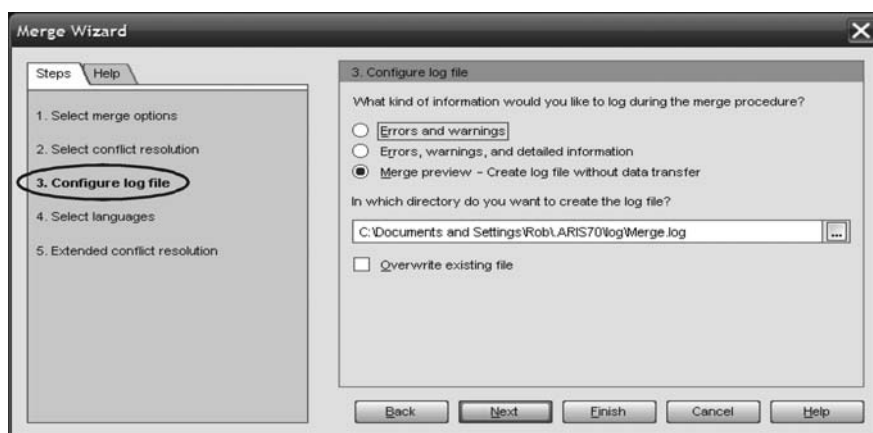 Merge Wizard
Steps Help
1. Select merge options
2. Select conflict resolution
3. Configure log file
4. Select languages
5. Extended conflict resolution
3. Configure log file
What kind of information would you like to log during the merge procedure?
Errors and warnings
Errors, warnings, and detailed information
Merge preview - Create log file without data transfer
In which directory do you want to create the log file?
C:\Documents and Settings\Rob\.ARIS70\log\Merge.log ...
Overwrite existing file
Back Next Finish Cancel Help